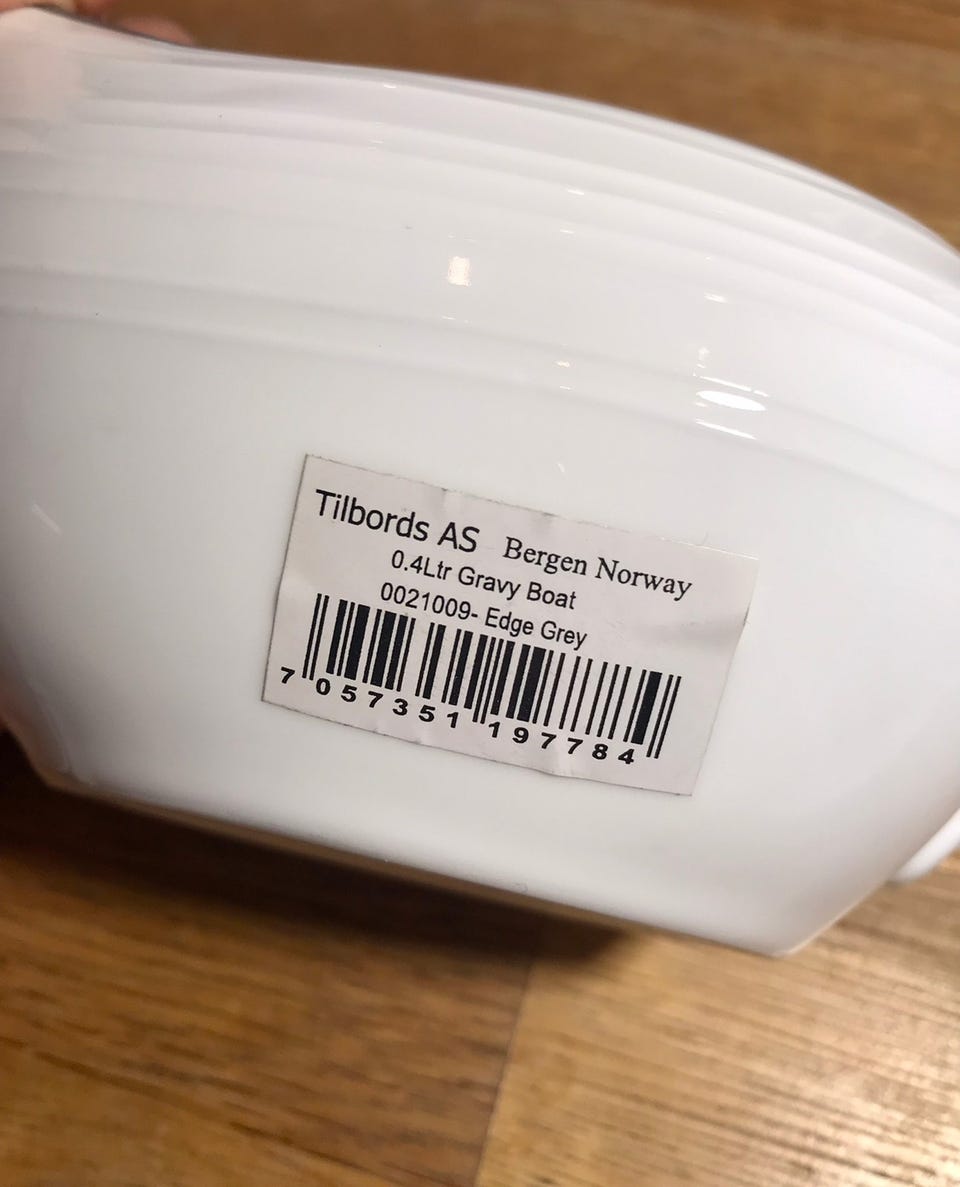 Tilbords AS Bergen Norway
0.4Ltr Gravy Boat
0021009- Edge Grey
7 057351 197784